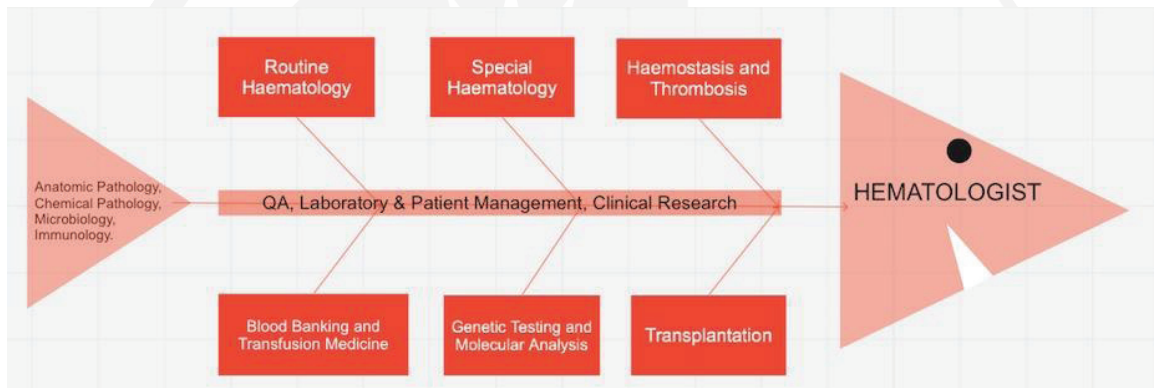 Routine
Haematology
Special
Haematology
Haemostasis and
Thrombosis
Anatomic Pathology,
Chemical Pathology,
Microbiology,
Immunology.
QA, Laboratory & Patient Management, Clinical Research
HEMATOLOGIST
Blood Banking and
Transfusion Medicine
Genetic Testing and
Molecular Analysis
Transplantation